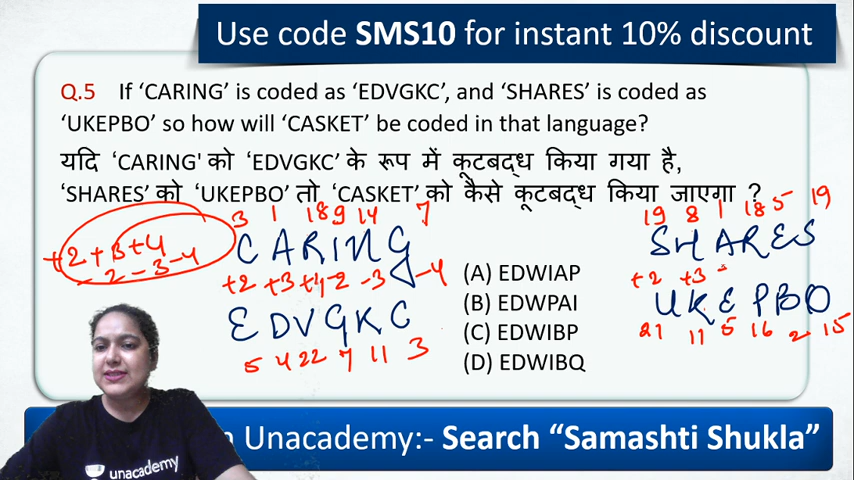 Use code SMS10 for instant 10% discount
Q.5 If ‘CARING’ is coded as ‘EDVGKC’, and ‘SHARES’ is coded as
‘UKEPBO’ so how will ‘CASKET’ be coded in that language?
यदि ‘CARING' को ‘EDVGKC’ के रूप में कूटबद्ध किया गया है,
‘SHARES’ को ‘UKEPBO’ तो ‘CASKET’ को कैसे कूटबद्ध किया जाएगा ?
3 1 18 9 14 7
CARING
+2 +3 +4 -2 -3 -4
EDVGKC
5 4 22 7 11 3
+2+3+4
-2-3-4
(A) EDWIAP
(B) EDWPAI
(C) EDWIBP
(D) EDWIBQ
19 8 1 18 5 19
SHARES
+2 +3
UKEPBO
21 11 5 16 2 15
Unacademy:- Search “Samashti Shukla”
unacademy